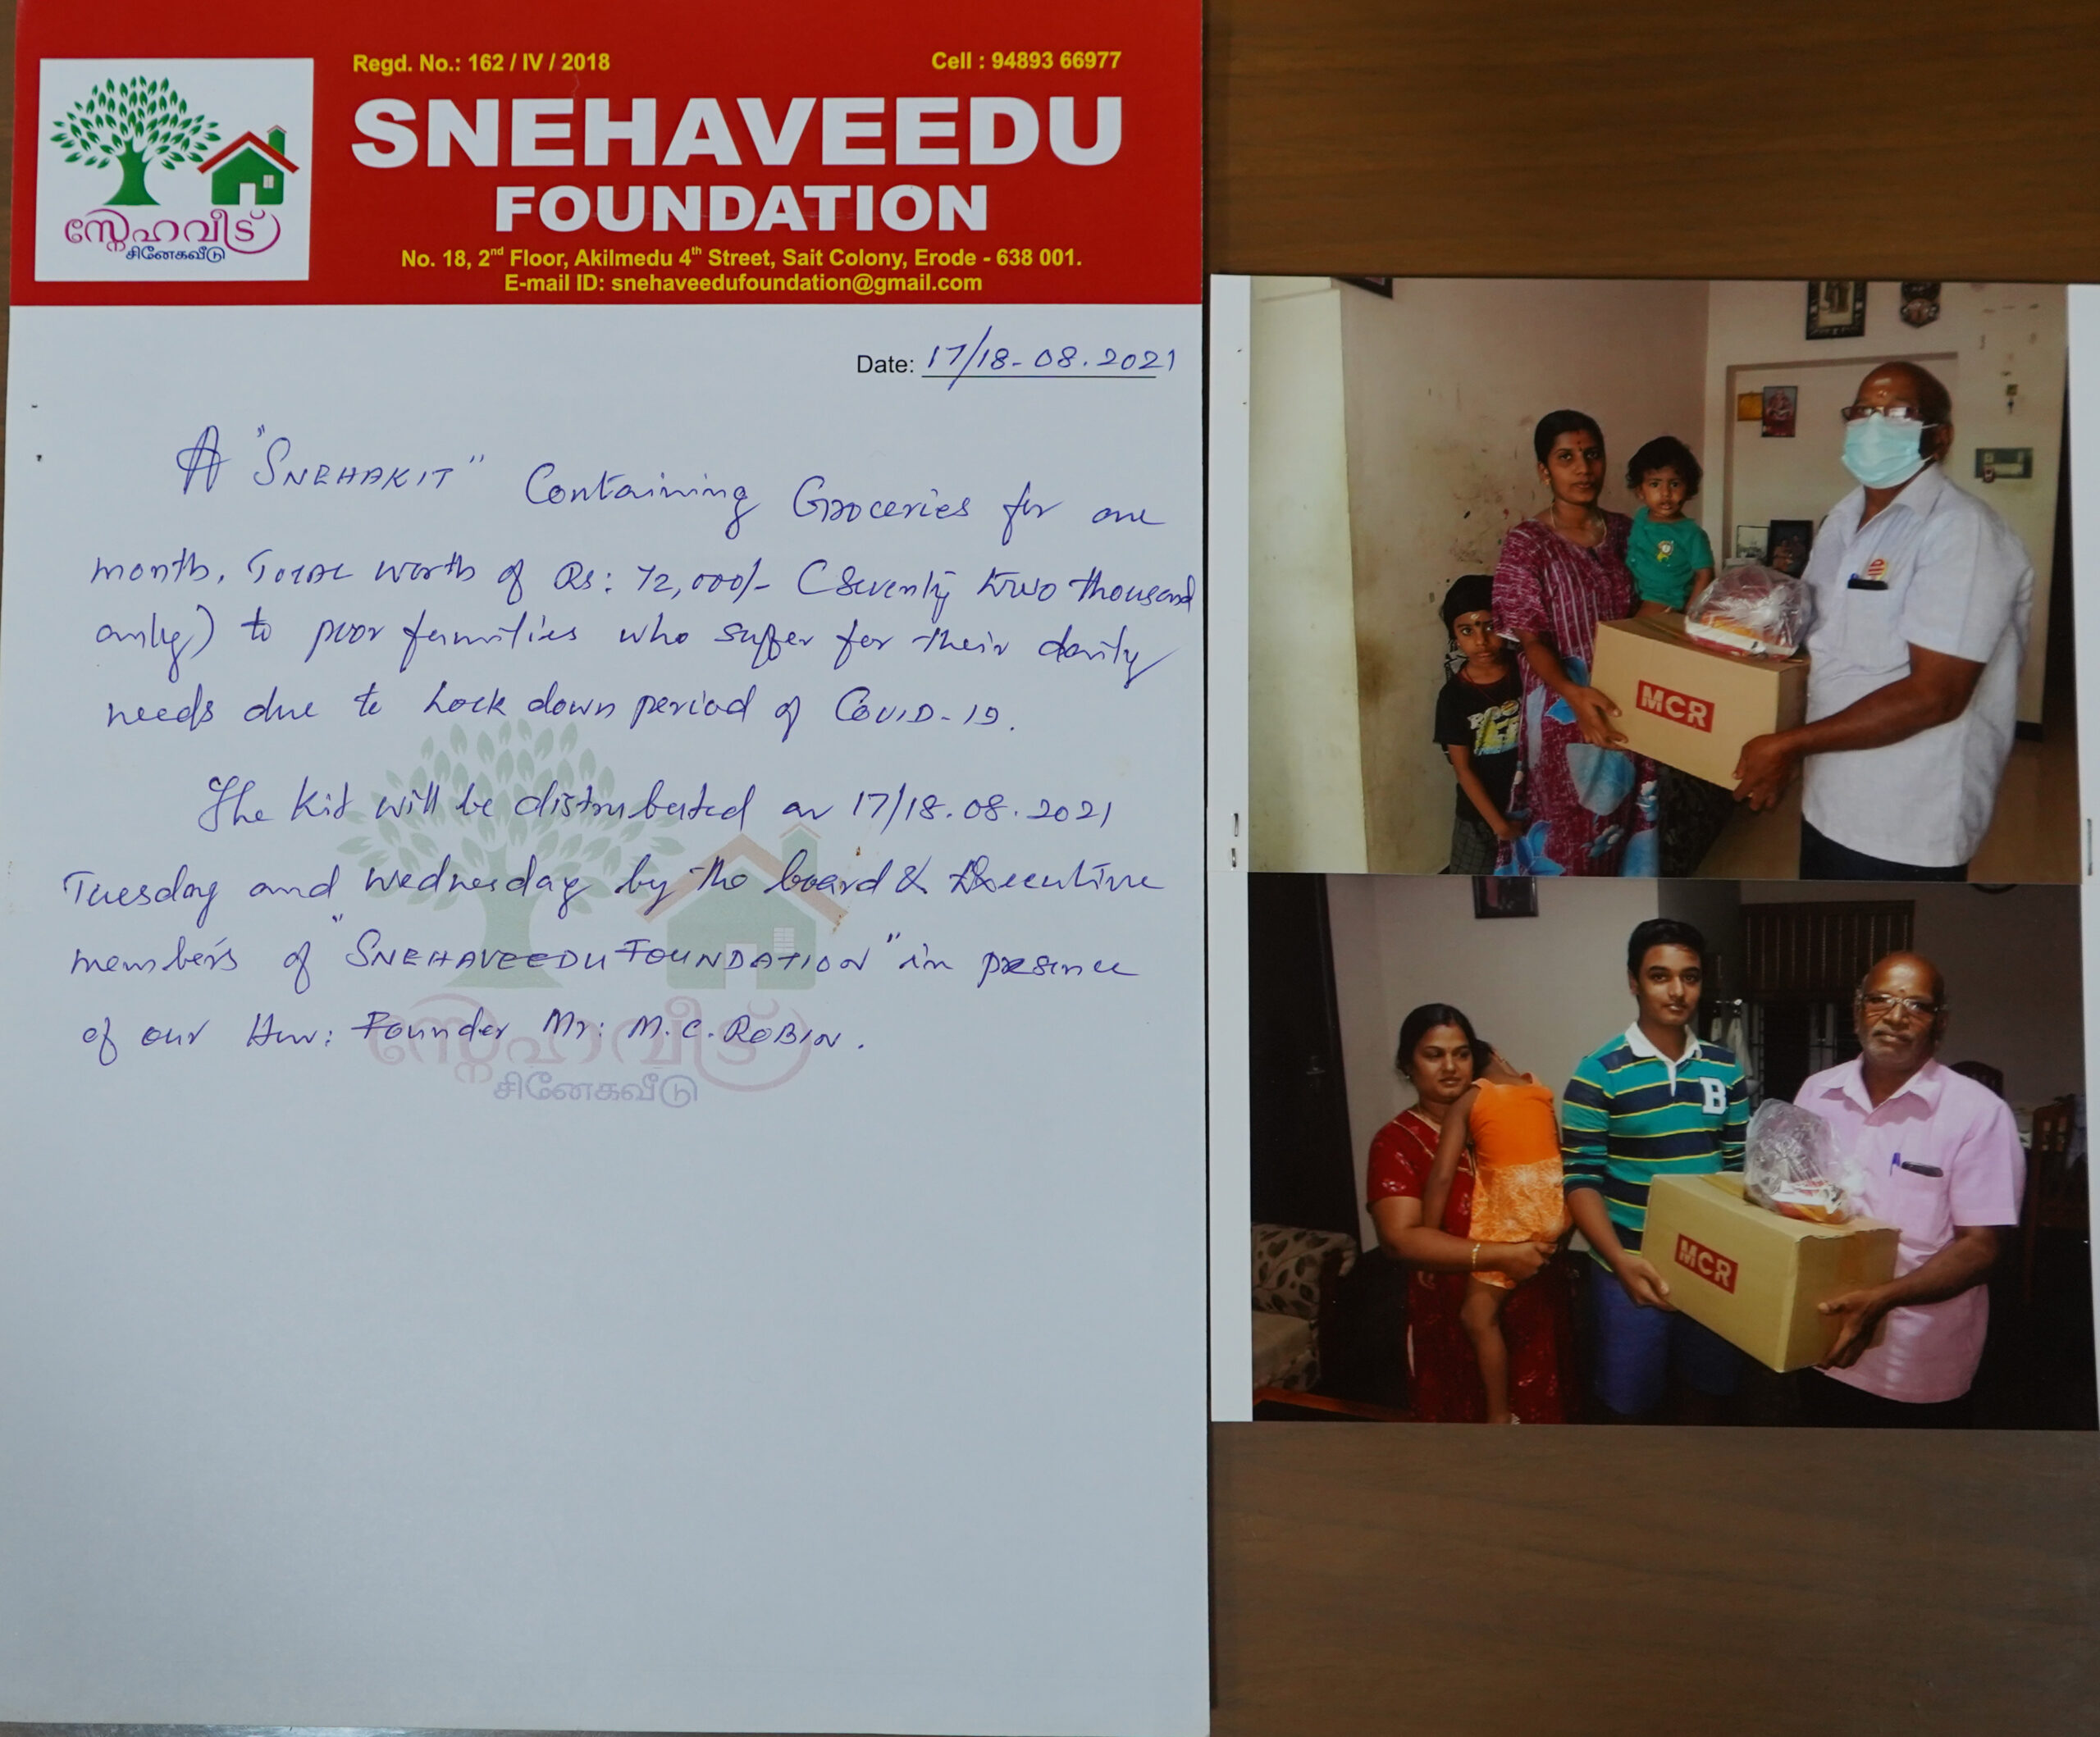 Regd. No.: 162 / IV / 2018
Cell : 94893 66977
SNEHAVEEDU
FOUNDATION
No. 18, 2nd Floor, Akilmedu 4th Street, Sait Colony, Erode - 638 001.
E-mail ID: snehaveedufoundation@gmail.com
സ്നേഹവീട്
சினேகவீடு
Date: 17/18-08.2021
A "SNEHAKIT" Containing Groceries for one
month. Total worth of Rs: 72,000/- (Seventy two thousand
only) to poor families who suffer for their daily
needs due to Lock down period of COVID-19.
The Kit will be distributed on 17/18.08.2021
Tuesday and Wednesday by the board & Executive
members of "SNEHAVEEDU FOUNDATION" in presence
of our Hon: Founder Mr: M.C. ROBIN.
സ്നേഹവീട്
சினேகவீடு
MCR
B
MCR